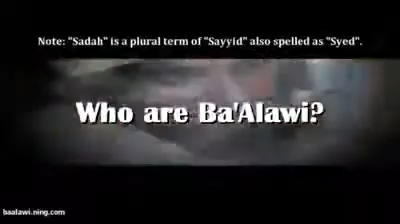 Note: "Sadah" is a plural term of "Sayyid" also spelled as "Syed".
Who are Ba'Alawi?
baalawi.ning.com